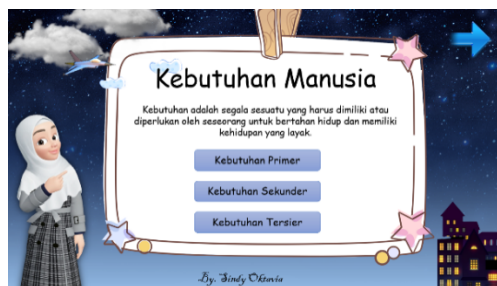 Kebutuhan Manusia
Kebutuhan adalah segala sesuatu yang harus dimiliki atau
diperlukan oleh seseorang untuk bertahan hidup dan memiliki
kehidupan yang layak.
Kebutuhan Primer
Kebutuhan Sekunder
Kebutuhan Tersier
By. Sindy Oktavia